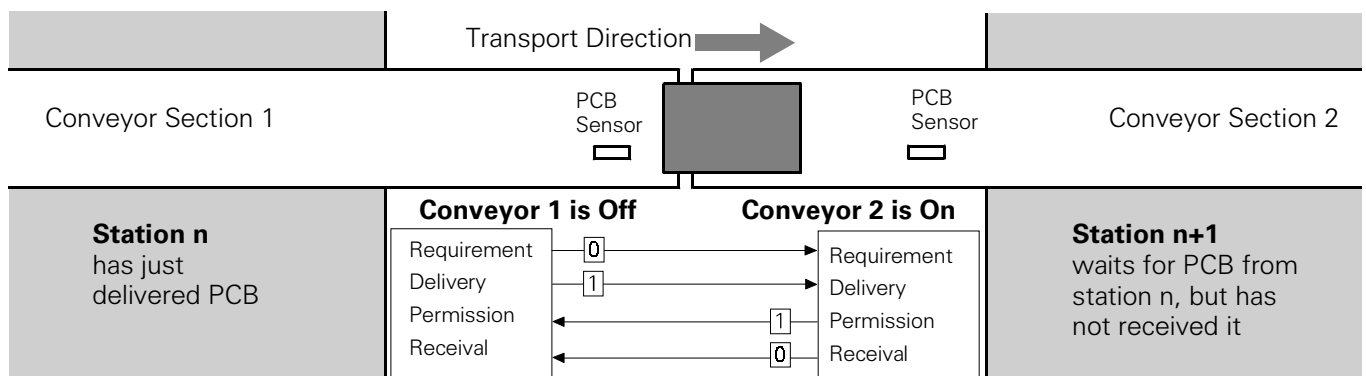 Transport Direction
Conveyor Section 1
PCB
Sensor
PCB
Sensor
Conveyor Section 2
Conveyor 1 is Off
Conveyor 2 is On
Station n
has just
delivered PCB
Requirement
Delivery
Permission
Receival
0
1
1
0
Requirement
Delivery
Permission
Receival
Station n+1
waits for PCB from
station n, but has
not received it